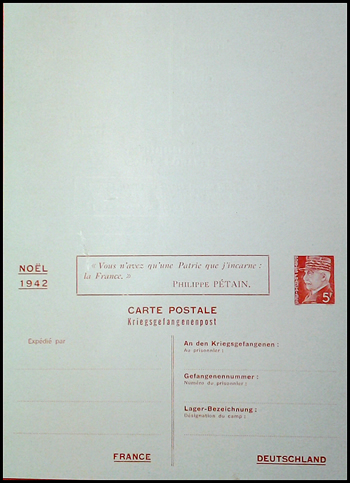 NOËL
1942
« Vous n'avez qu'une Patrie que j'incarne :
la France. »
PHILIPPE PÉTAIN.
5F
CARTE POSTALE
Kriegsgefangenenpost
Expédié par
An den Kriegsgefangenen :
Au prisonnier :
Gefangenennummer :
Numéro du prisonnier :
Lager-Bezeichnung :
Désignation du camp :
FRANCE
DEUTSCHLAND